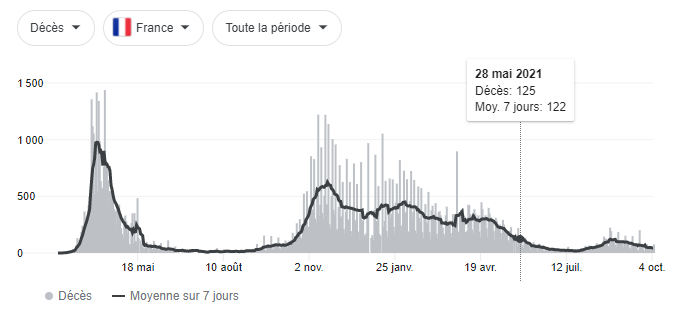 Décès
France
Toute la période
28 mai 2021
Décès: 125
Moy. 7 jours: 122
1 500
1 000
500
0
18 mai 10 août 2 nov. 25 janv. 19 avr. 12 juil. 4 oct.
Décès Moyenne sur 7 jours